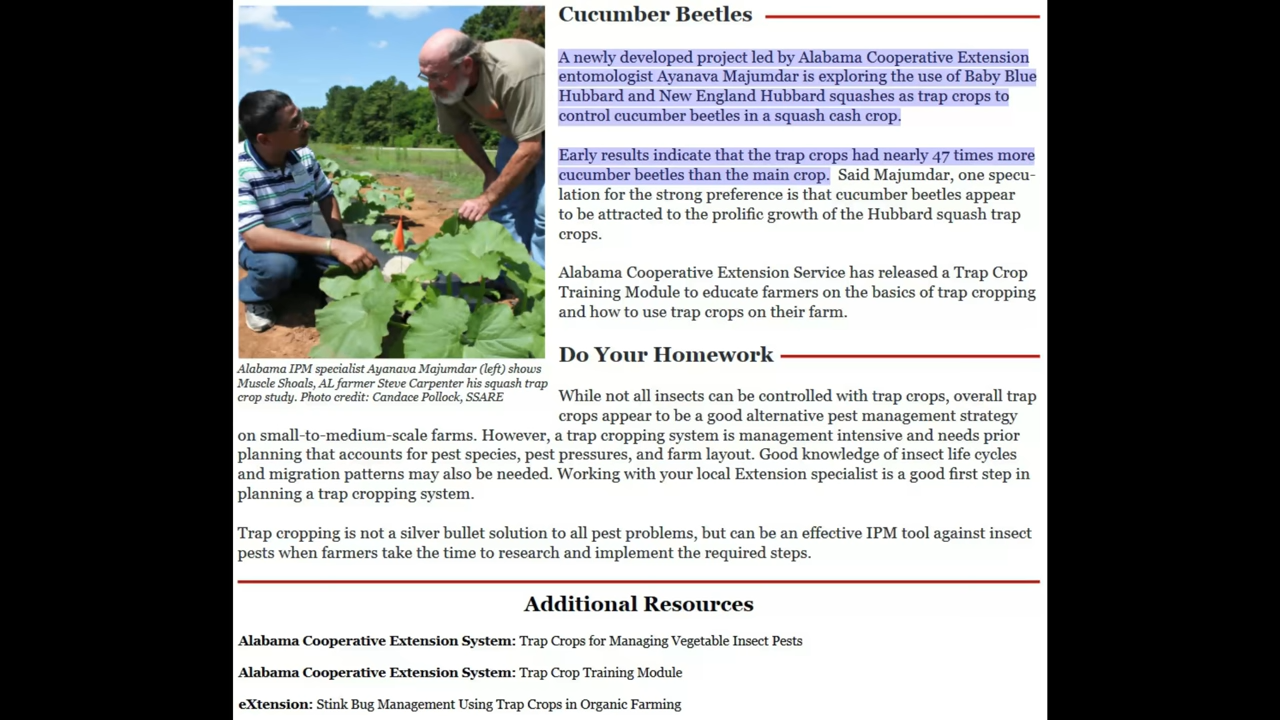 Cucumber Beetles
A newly developed project led by Alabama Cooperative Extension
entomologist Ayanava Majumdar is exploring the use of Baby Blue
Hubbard and New England Hubbard squashes as trap crops to
control cucumber beetles in a squash cash crop.
Early results indicate that the trap crops had nearly 47 times more
cucumber beetles than the main crop. Said Majumdar, one specu-
lation for the strong preference is that cucumber beetles appear
to be attracted to the prolific growth of the Hubbard squash trap
crops.
Alabama Cooperative Extension Service has released a Trap Crop
Training Module to educate farmers on the basics of trap cropping
and how to use trap crops on their farm.
Alabama IPM specialist Ayanava Majumdar (left) shows
Muscle Shoals, AL farmer Steve Carpenter his squash trap
crop study. Photo credit: Candace Pollock, SSARE
Do Your Homework
While not all insects can be controlled with trap crops, overall trap
crops appear to be a good alternative pest management strategy
on small-to-medium-scale farms. However, a trap cropping system is management intensive and needs prior
planning that accounts for pest species, pest pressures, and farm layout. Good knowledge of insect life cycles
and migration patterns may also be needed. Working with your local Extension specialist is a good first step in
planning a trap cropping system.
Trap cropping is not a silver bullet solution to all pest problems, but can be an effective IPM tool against insect
pests when farmers take the time to research and implement the required steps.
Additional Resources
Alabama Cooperative Extension System: Trap Crops for Managing Vegetable Insect Pests
Alabama Cooperative Extension System: Trap Crop Training Module
eXtension: Stink Bug Management Using Trap Crops in Organic Farming